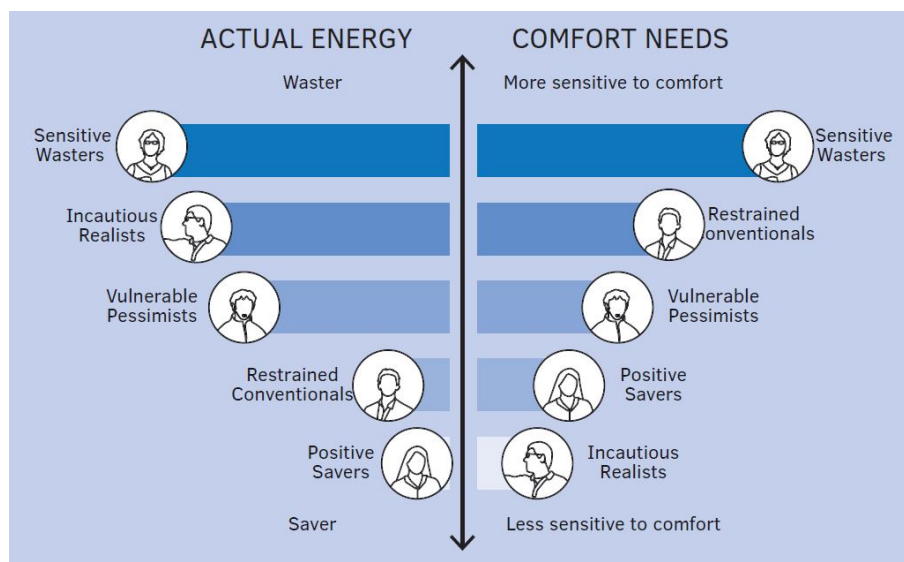 ACTUAL ENERGY
COMFORT NEEDS
Waster
More sensitive to comfort
Sensitive
Wasters
Sensitive
Wasters
Incautious
Realists
Restrained
onventionals
Vulnerable
Pessimists
Vulnerable
Pessimists
Restrained
Conventionals
Positive
Savers
Positive
Savers
Incautious
Realists
Saver
Less sensitive to comfort